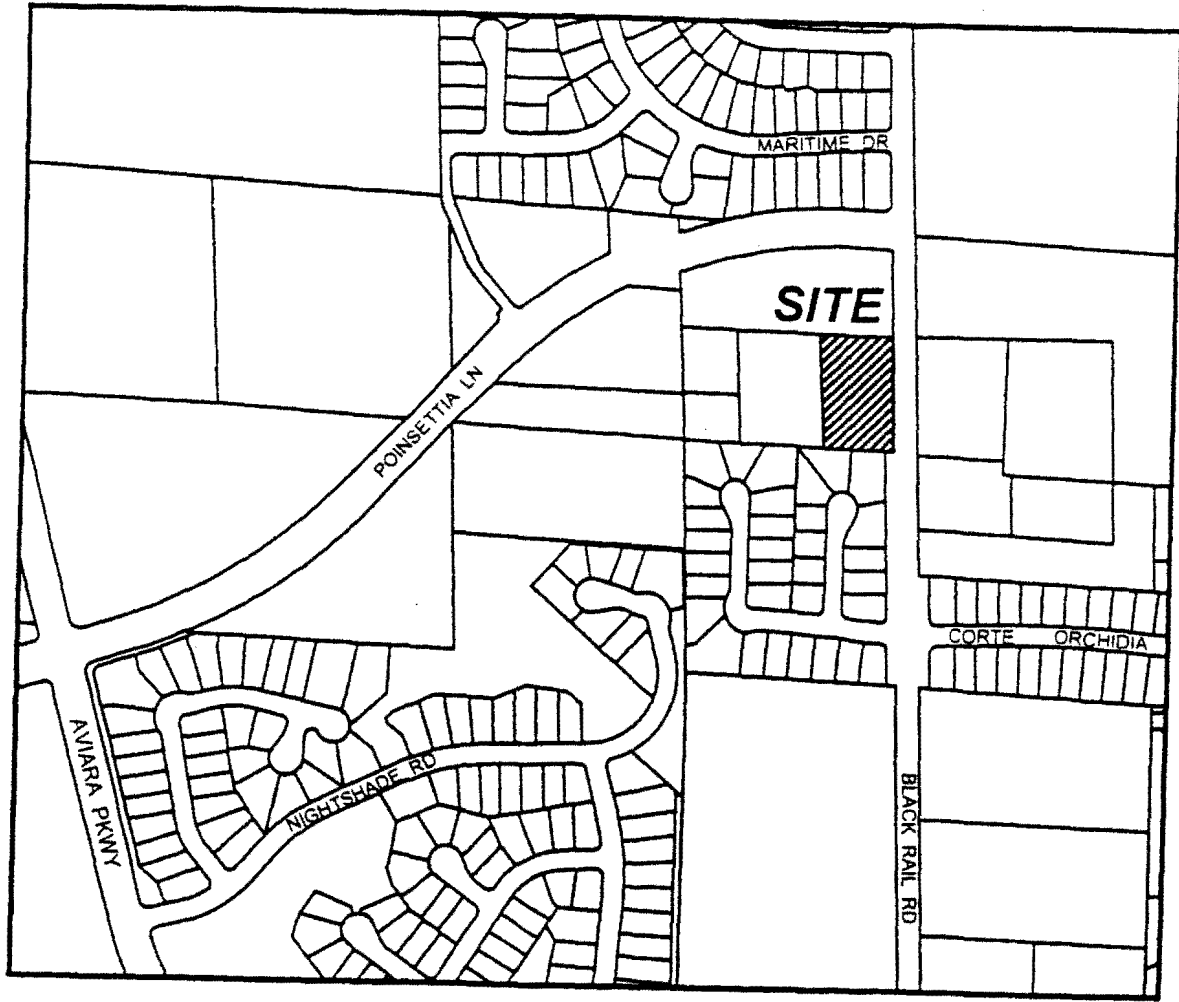 MARITIME DR
SITE
POINSETTIA LN
CORTE ORCHIDIA
AVIARA PKWY
NIGHTSHADE RD
BLACK RAIL RD